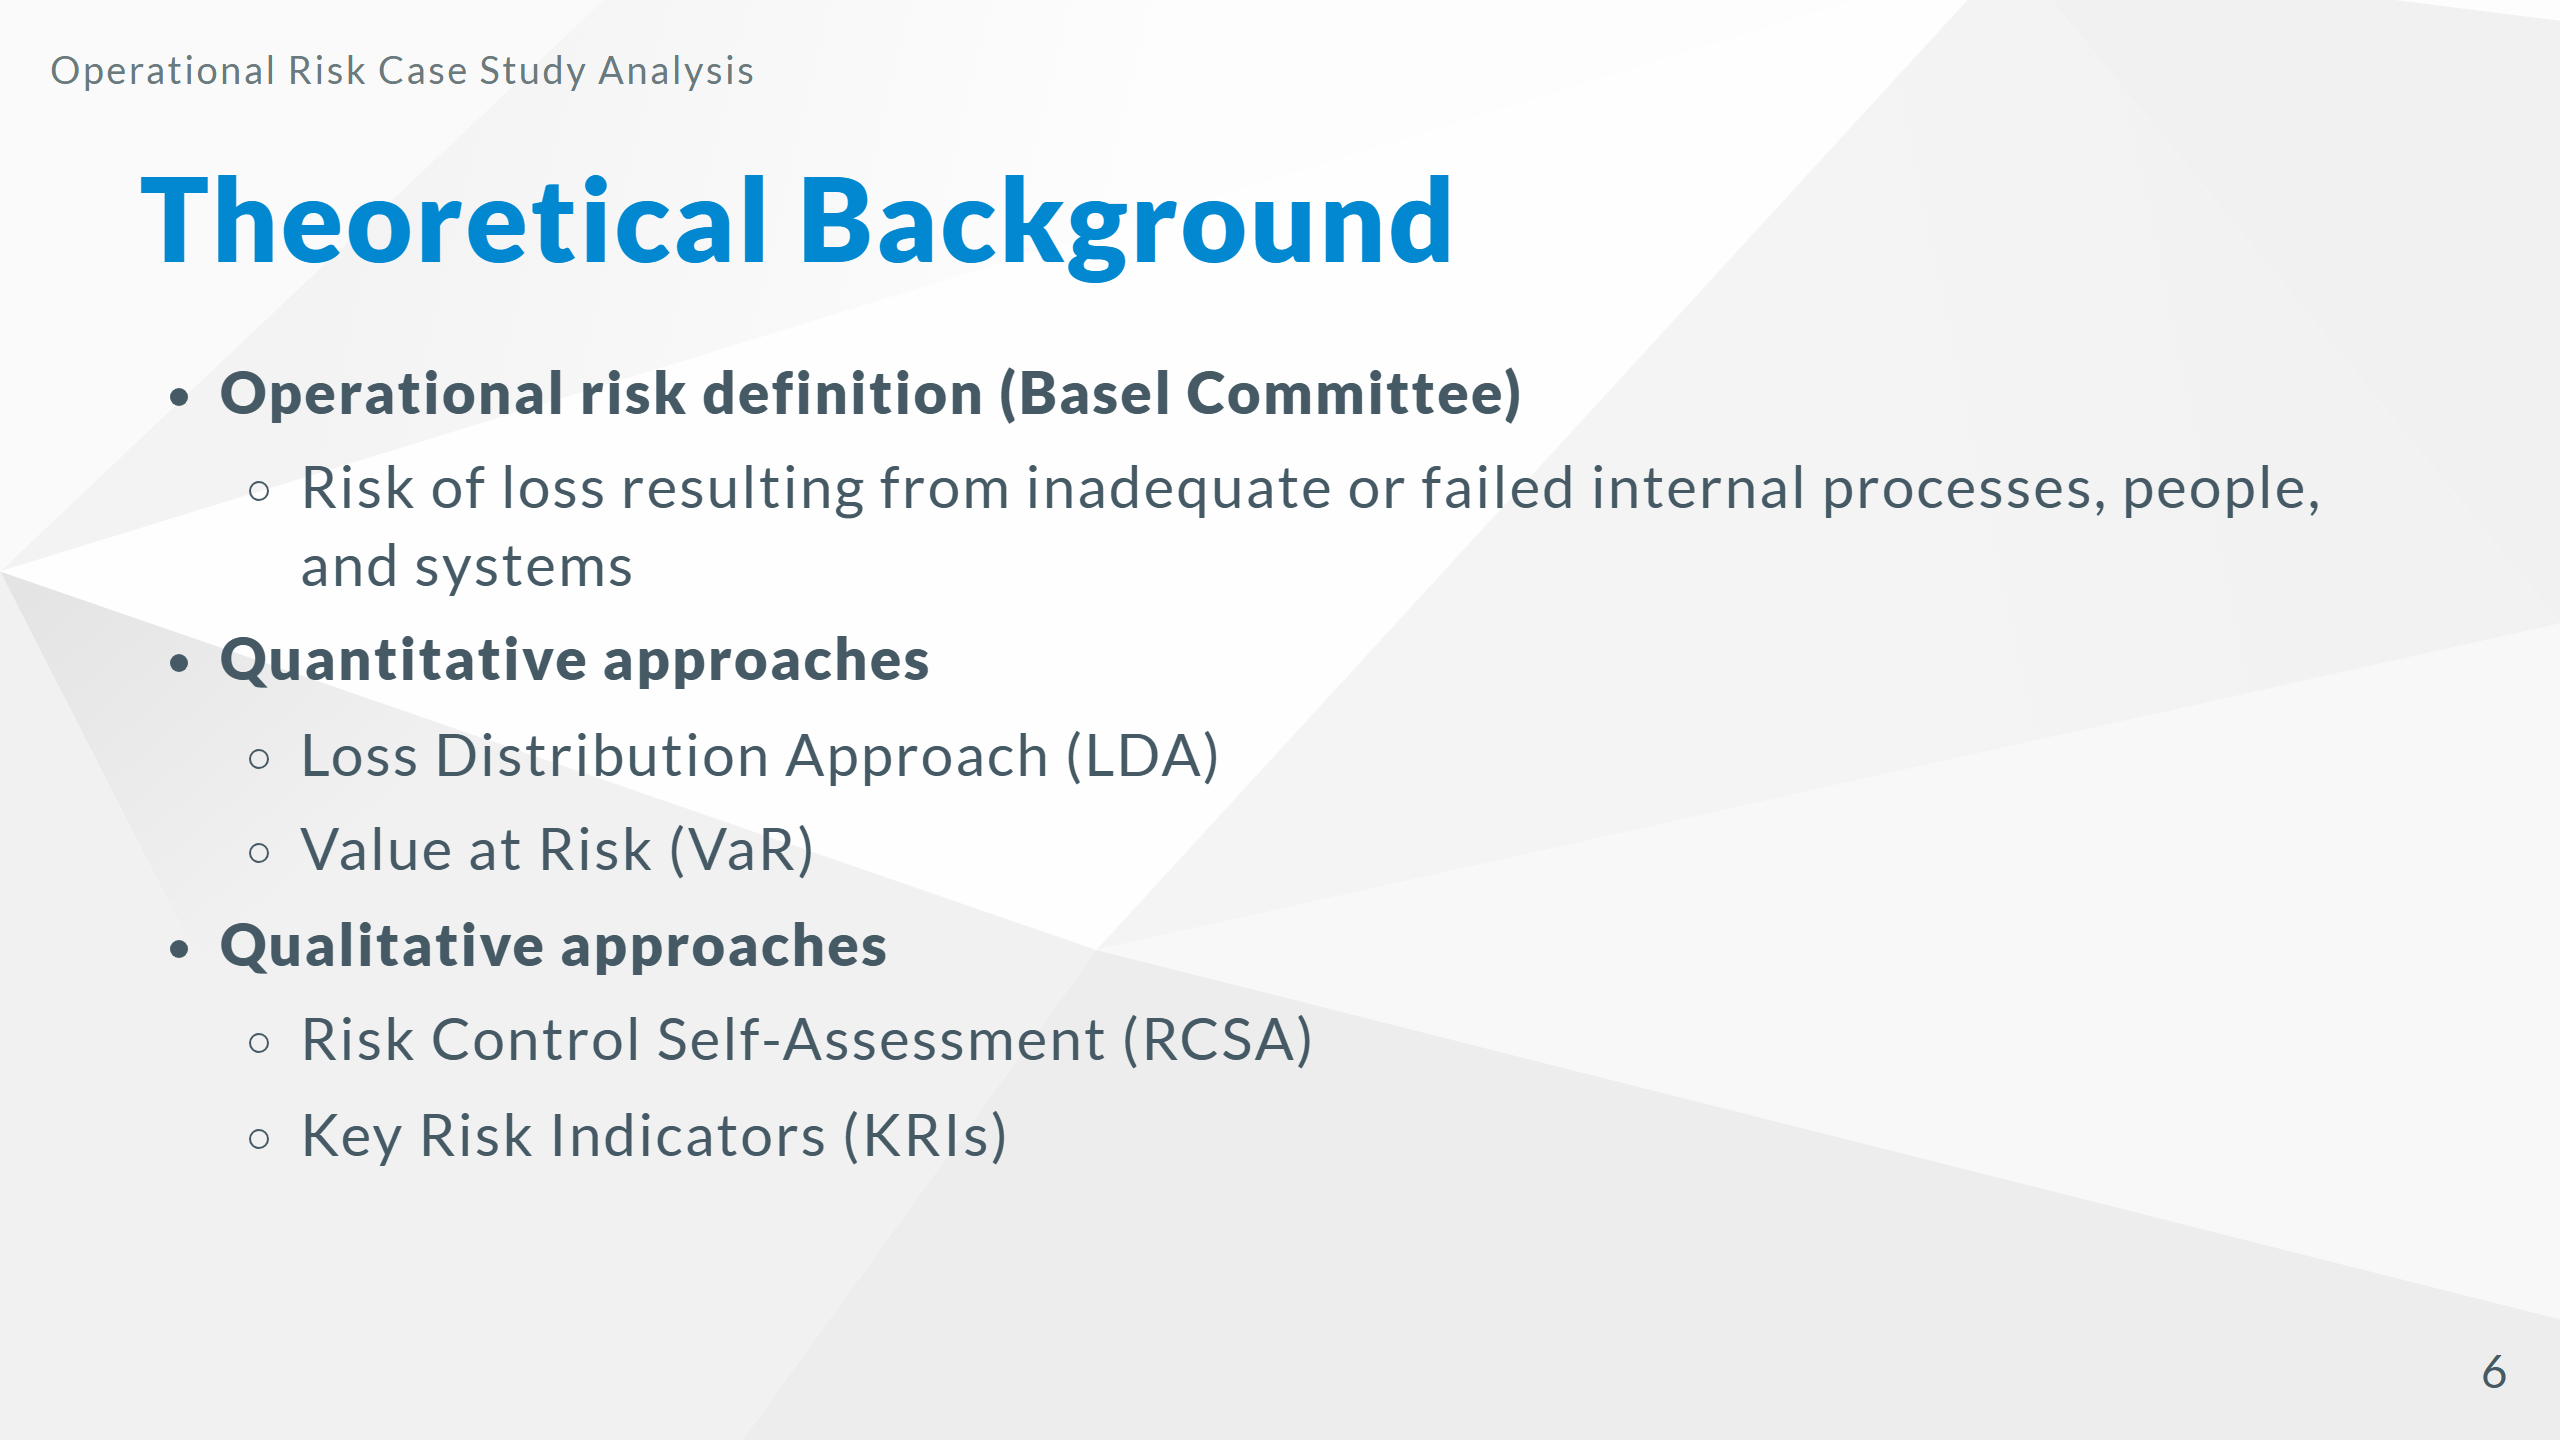 Operational Risk Case Study Analysis
Theoretical Background
• Operational risk definition (Basel Committee)
◦ Risk of loss resulting from inadequate or failed internal processes, people,
and systems
• Quantitative approaches
◦ Loss Distribution Approach (LDA)
◦ Value at Risk (VaR)
• Qualitative approaches
◦ Risk Control Self-Assessment (RCSA)
◦ Key Risk Indicators (KRIs)
6